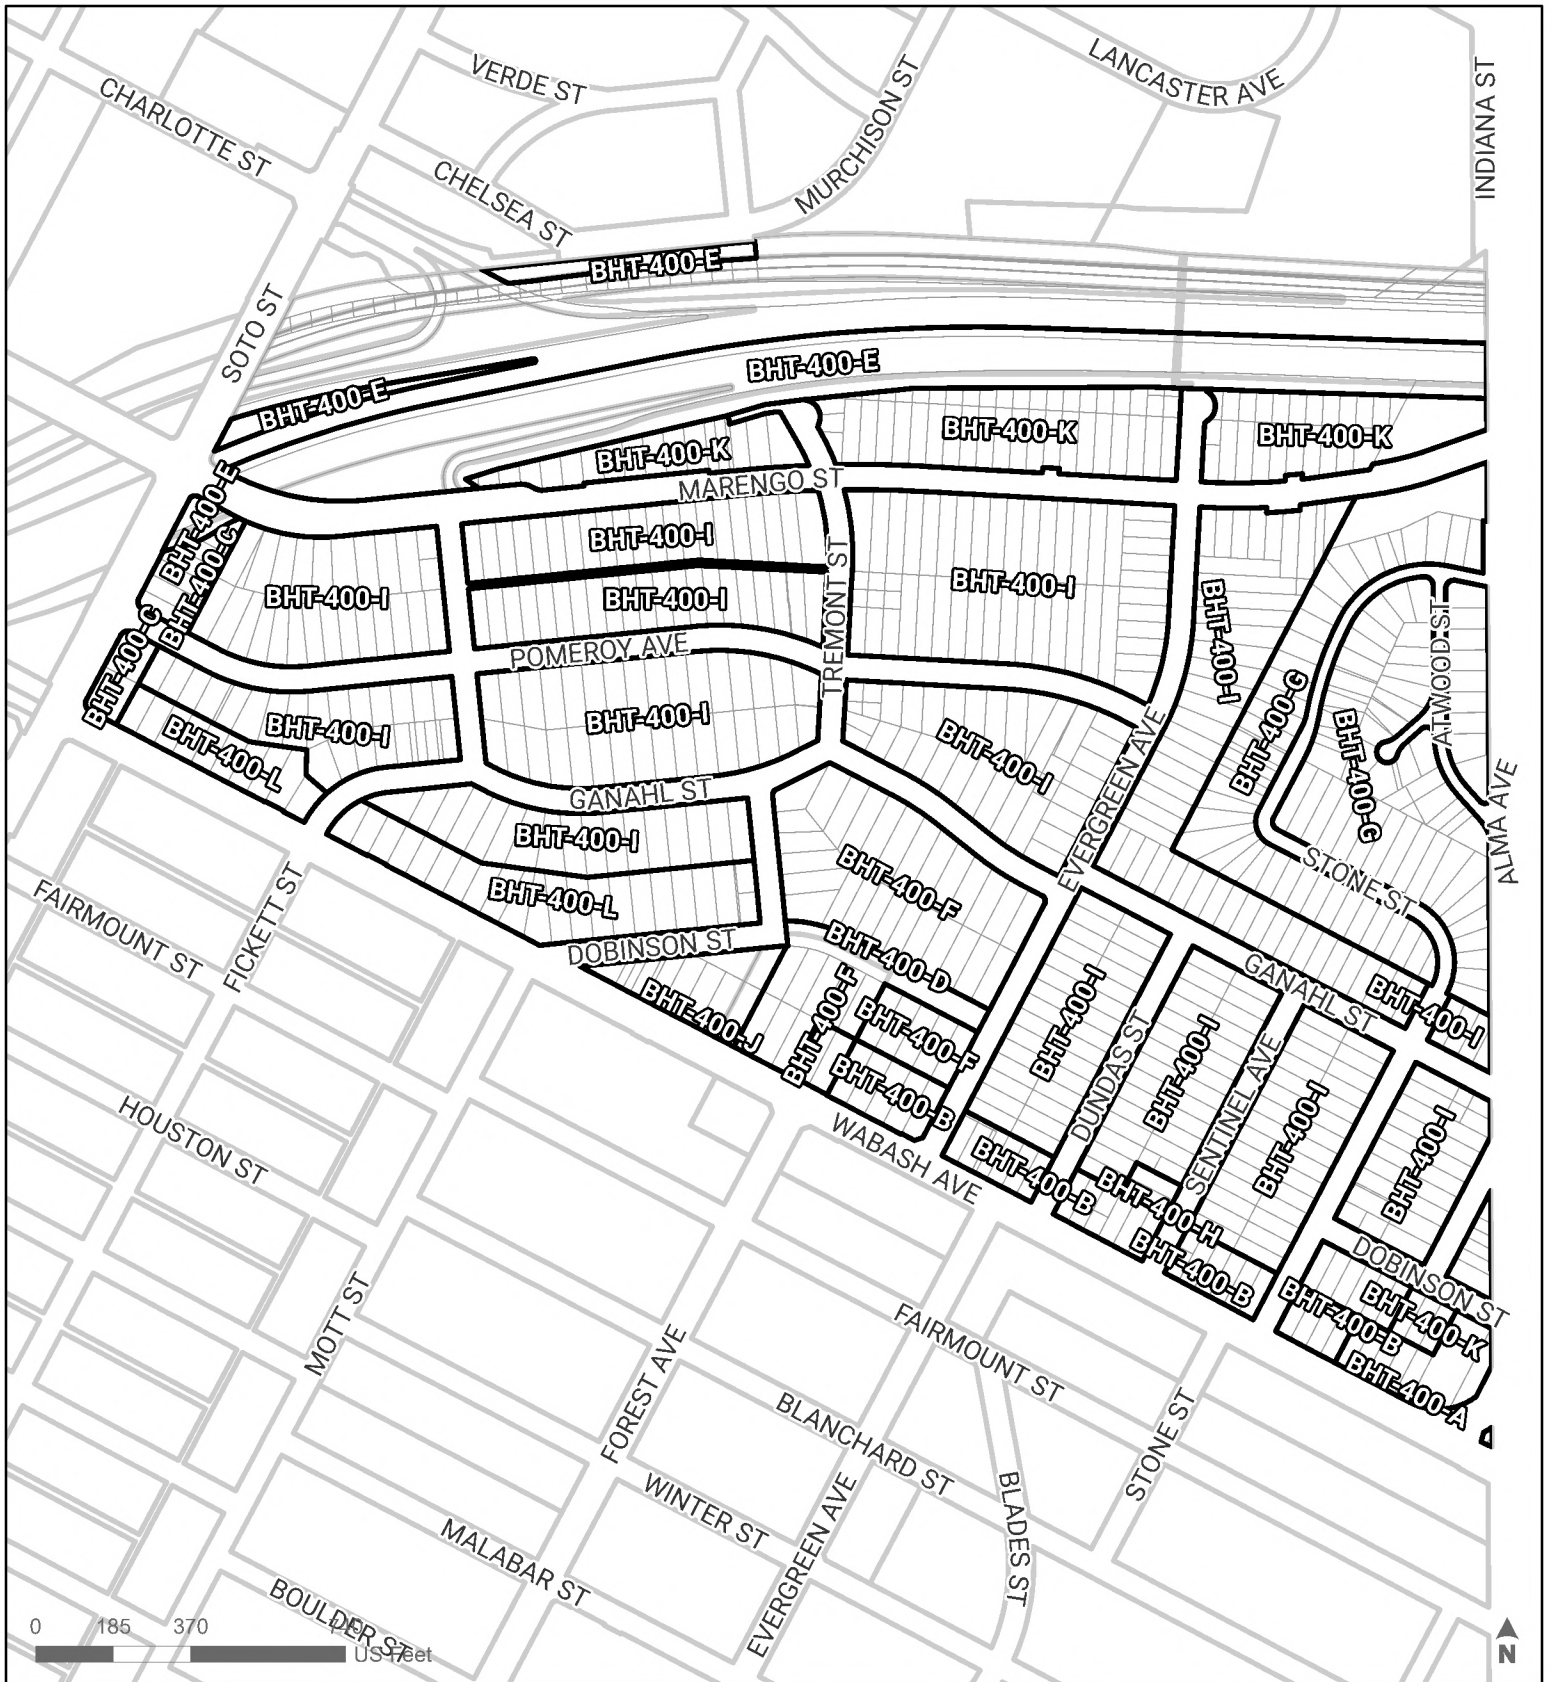 LANCASTER AVE
VERDE ST
INDIANA ST
CHARLOTTE ST
MURCHISON ST
CHELSEA ST
BHT-400-E
SOTO ST
BHT-400-E
BHT-400-E
BHT-400-K
BHT-400-K
BHT-400-K
MARENGO ST
BHT-400-E
BHT-400-C
BHT-400-I
BHT-400-I
BHT-400-I
BHT-400-I
TREMONT ST
BHT-400-I
BHT-400-I
ATWOOD ST
BHT-400-C
POMEROY AVE
BHT-400-G
BHT-400-I
BHT-400-I
BHT-400-I
BHT-400-L
BHT-400-G
EVERGREEN AVE
ALMA AVE
GANAHL ST
BHT-400-I
STONE ST
BHT-400-F
BHT-400-L
FICKETT ST
FAIRMOUNT ST
DOBINSON ST
BHT-400-D
GANAHL ST
BHT-400-I
BHT-400-J
BHT-400-F
BHT-400-F
BHT-400-I
BHT-400-I
DUNDAS ST
BHT-400-B
SENTINEL AVE
BHT-400-I
BHT-400-I
HOUSTON ST
WABASH AVE
BHT-400-B
BHT-400-H
BHT-400-B
DOBINSON ST
BHT-400-B
BHT-400-K
BHT-400-A
MOTT ST
FAIRMOUNT ST
FOREST AVE
BLANCHARD ST
STONE ST
WINTER ST
EVERGREEN AVE
BLADES ST
MALABAR ST
BOULDER ST
0 185 370 740
US Feet
N